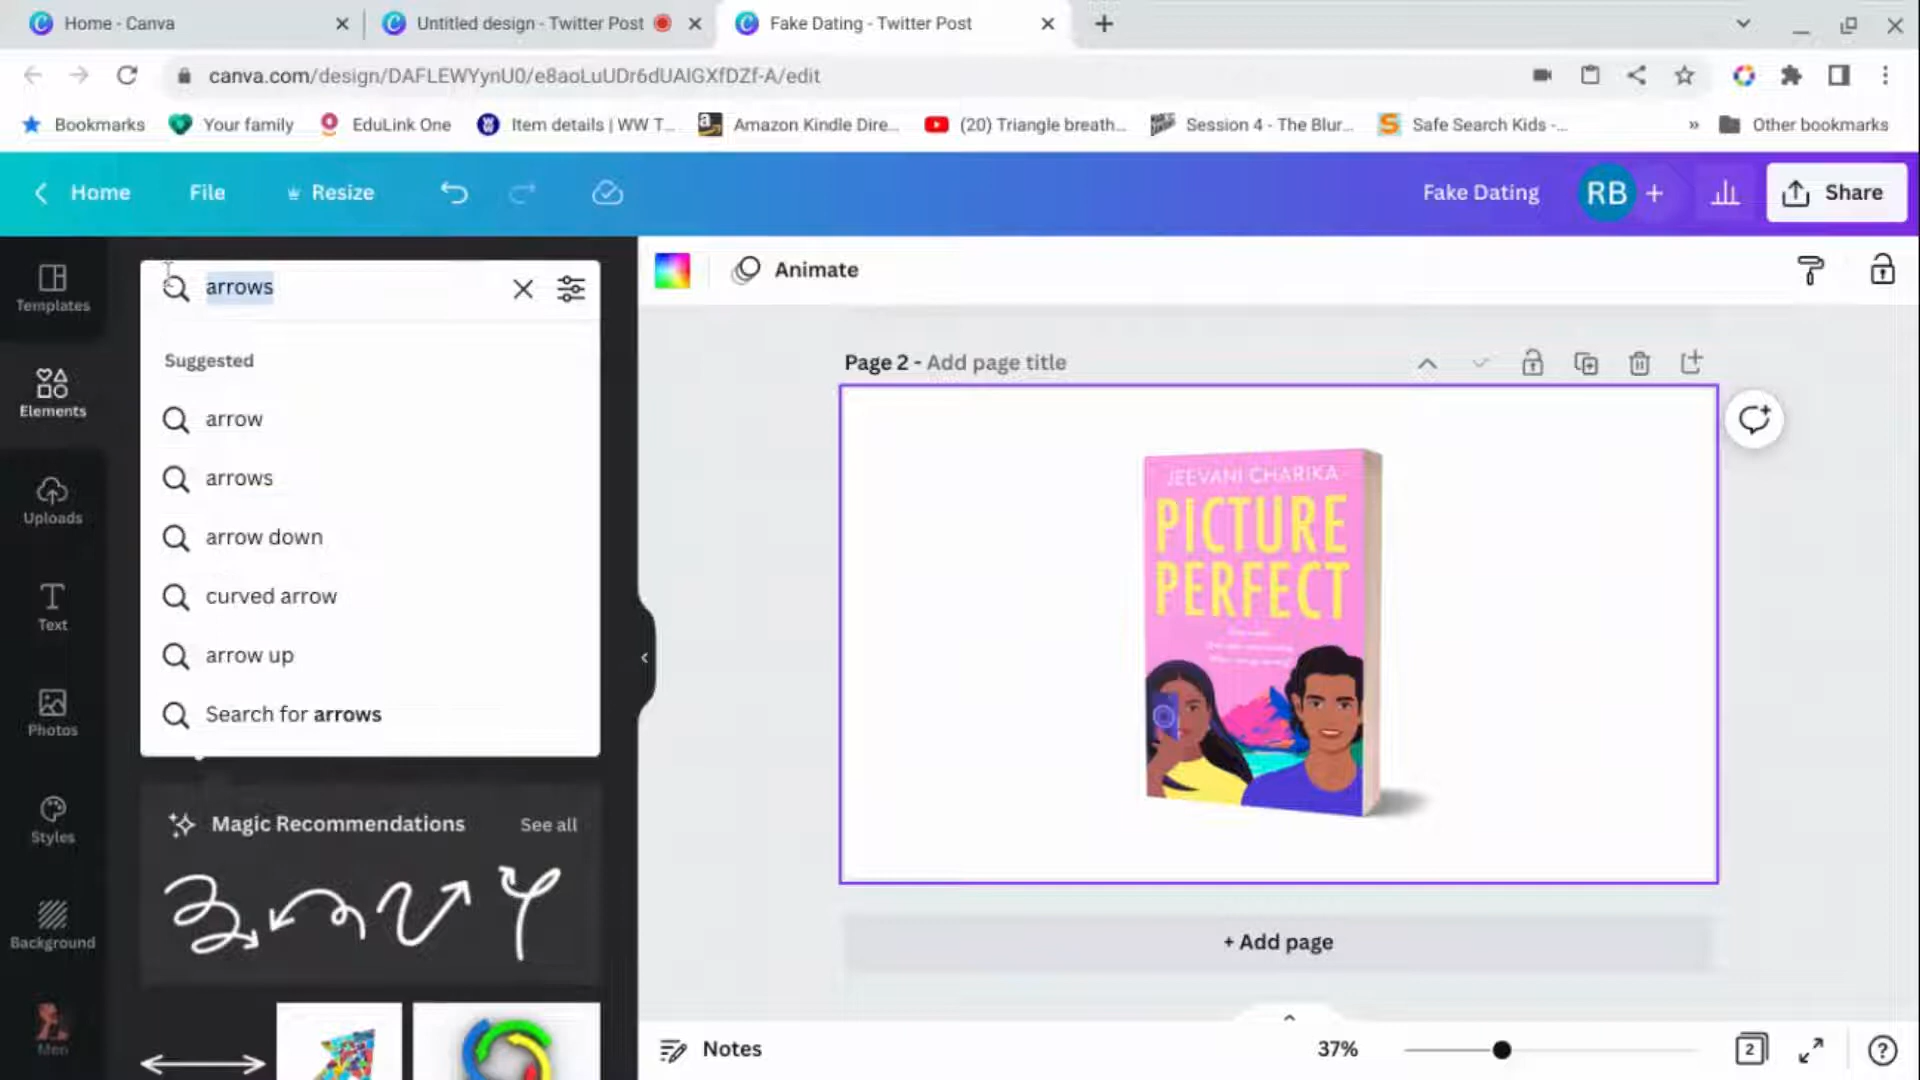 Home - Canva
Untitled design - Twitter Post
Fake Dating - Twitter Post
canva.com/design/DAFLEWYynU0/e8aoLuUDr6dUAIGXfDZf-A/edit
Bookmarks
Your family
EduLink One
Item details | WW T...
Amazon Kindle Dire...
(20) Triangle breath...
Session 4 - The Blur...
Safe Search Kids -...
»
Other bookmarks
Home
File
Resize
Fake Dating
RB
+
Share
Templates
Elements
Uploads
Text
Photos
Styles
Background
Men
arrows
Suggested
arrow
arrows
arrow down
curved arrow
arrow up
Search for arrows
Magic Recommendations
See all
Animate
Page 2 - Add page title
JEEVANI CHARIKA
PICTURE
PERFECT
+ Add page
Notes
37%
2
?